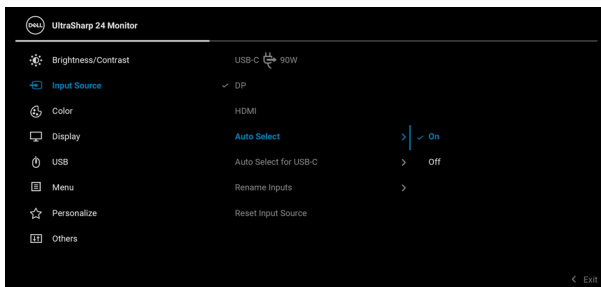 DELL UltraSharp 24 Monitor
Brightness/Contrast
USB-C 90W
Input Source
DP
Color
HDMI
Display
Auto Select
On
USB
Auto Select for USB-C
Off
Menu
Rename Inputs
Personalize
Reset Input Source
Others
Exit